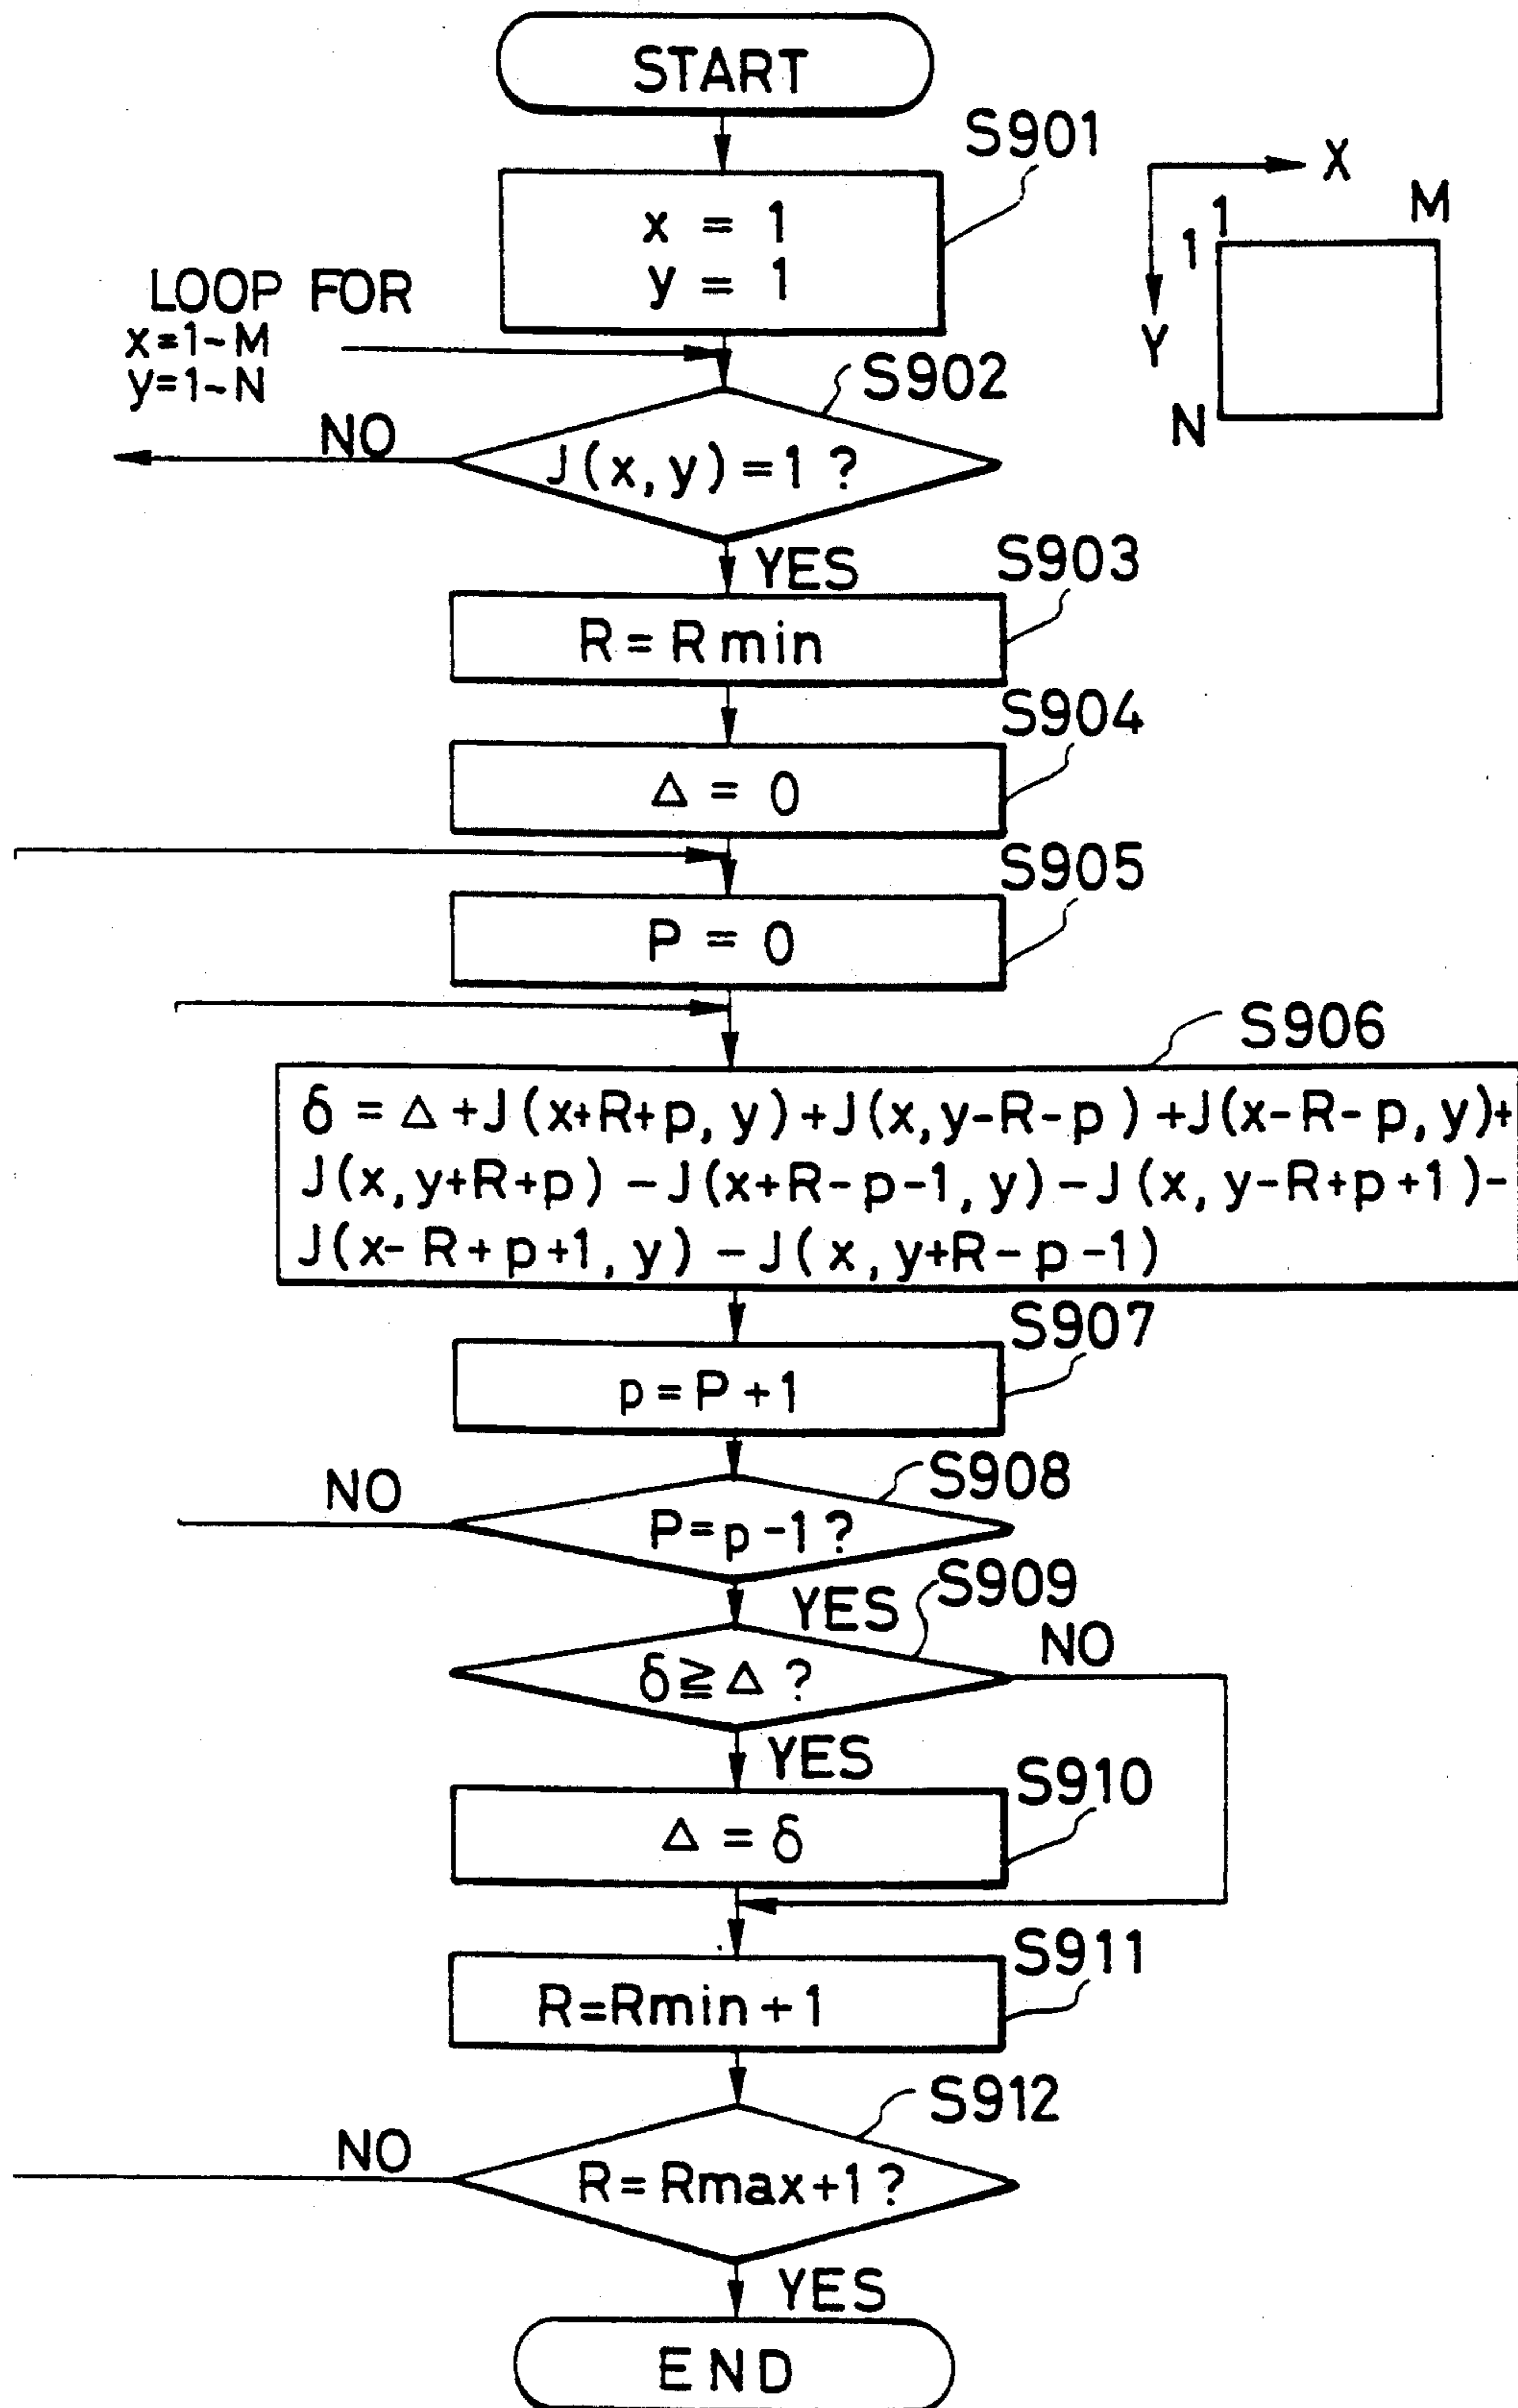 START
S901
x = 1
y = 1
X
Y
1
1
M
N
LOOP FOR
x=1~M
y=1~N
S902
NO
J(x,y)=1?
YES
S903
R=Rmin
S904
Δ = 0
S905
P = 0
S906
δ = Δ +J(x+R+p, y)+J(x,y-R-p)+J(x-R-p,y)+
J(x,y+R+p) -J(x+R-p-1, y) -J(x, y-R+p+1)-
J(x-R+p+1, y) -J(x, y+R-p-1)
S907
p=P+1
S908
NO
P=p-1?
YES
S909
NO
δ≧Δ?
YES
S910
Δ = δ
S911
R=Rmin+1
S912
NO
R=Rmax+1?
YES
END